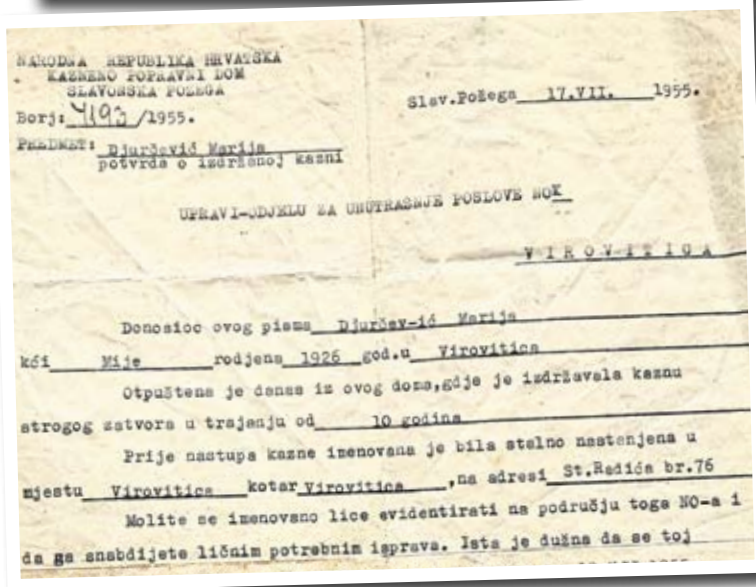 NARODNA REPUBLIKA HRVATSKA
KAZNENO POPRAVNI DOM
SLAVONSKA POŽEGA
Slav.Požega 17.VII. 1955.
Borj: 4193/1955.
PREDMET: Djurčević Marija
potvrda o izdržanoj kazni
UPRAVI-ODJELU ZA UNUTRAŠNJE POSLOVE NOK
VIROVITICA
Donosioc ovog pisma Djurčev-ić Marija
kći Mije rodjena 1926 god.u Virovitica
Otpuštena je danas iz ovog doma,gdje je izdržavala kaznu
strogog zatvora u trajanju od 10 godina
Prije nastupa kazne imenovana je bila stalno nastanjena u
mjestu Virovitica kotar Virovitica ,na adresi St.Radića br.76
Molite se imenovano lice evidentirati na području toga NO-a i
da ga snabdijete ličnim potrebnim isprava. Ista je dužna da se toj